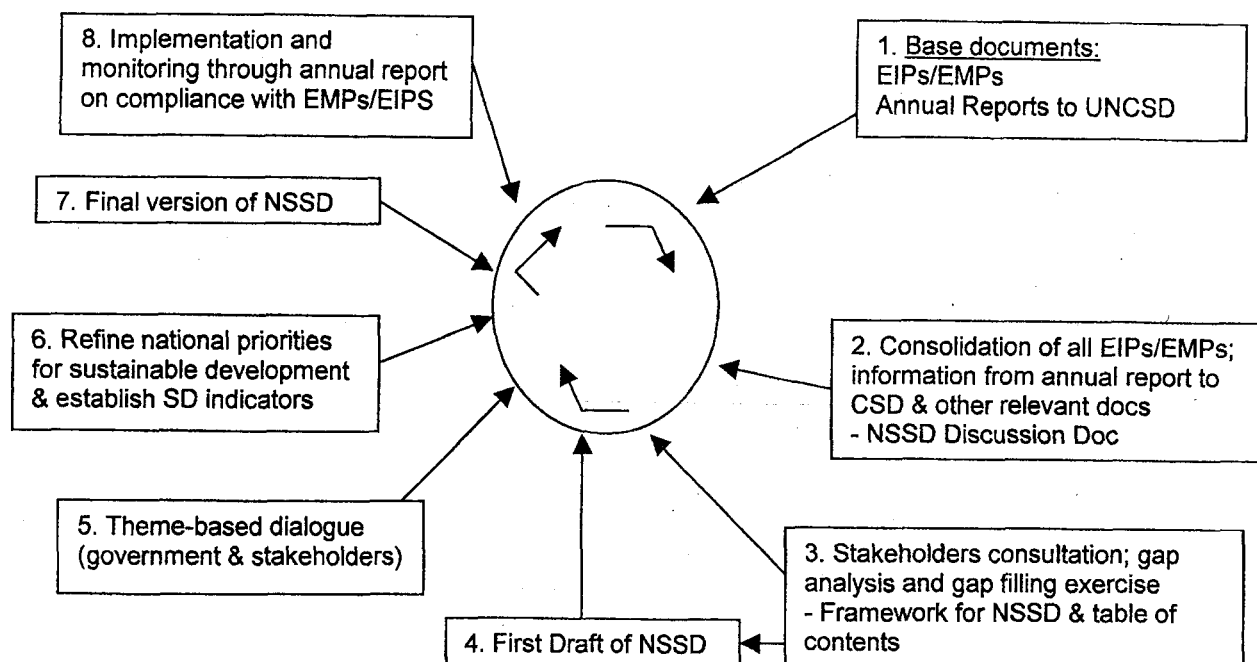 1. Base documents:
EIPs/EMPs
Annual Reports to UNCSD
2. Consolidation of all EIPs/EMPs;
information from annual report to
CSD & other relevant docs
- NSSD Discussion Doc
3. Stakeholders consultation; gap
analysis and gap filling exercise
- Framework for NSSD & table of
contents
4. First Draft of NSSD
5. Theme-based dialogue
(government & stakeholders)
6. Refine national priorities
for sustainable development
& establish SD indicators
7. Final version of NSSD
8. Implementation and
monitoring through annual report
on compliance with EMPs/EIPS